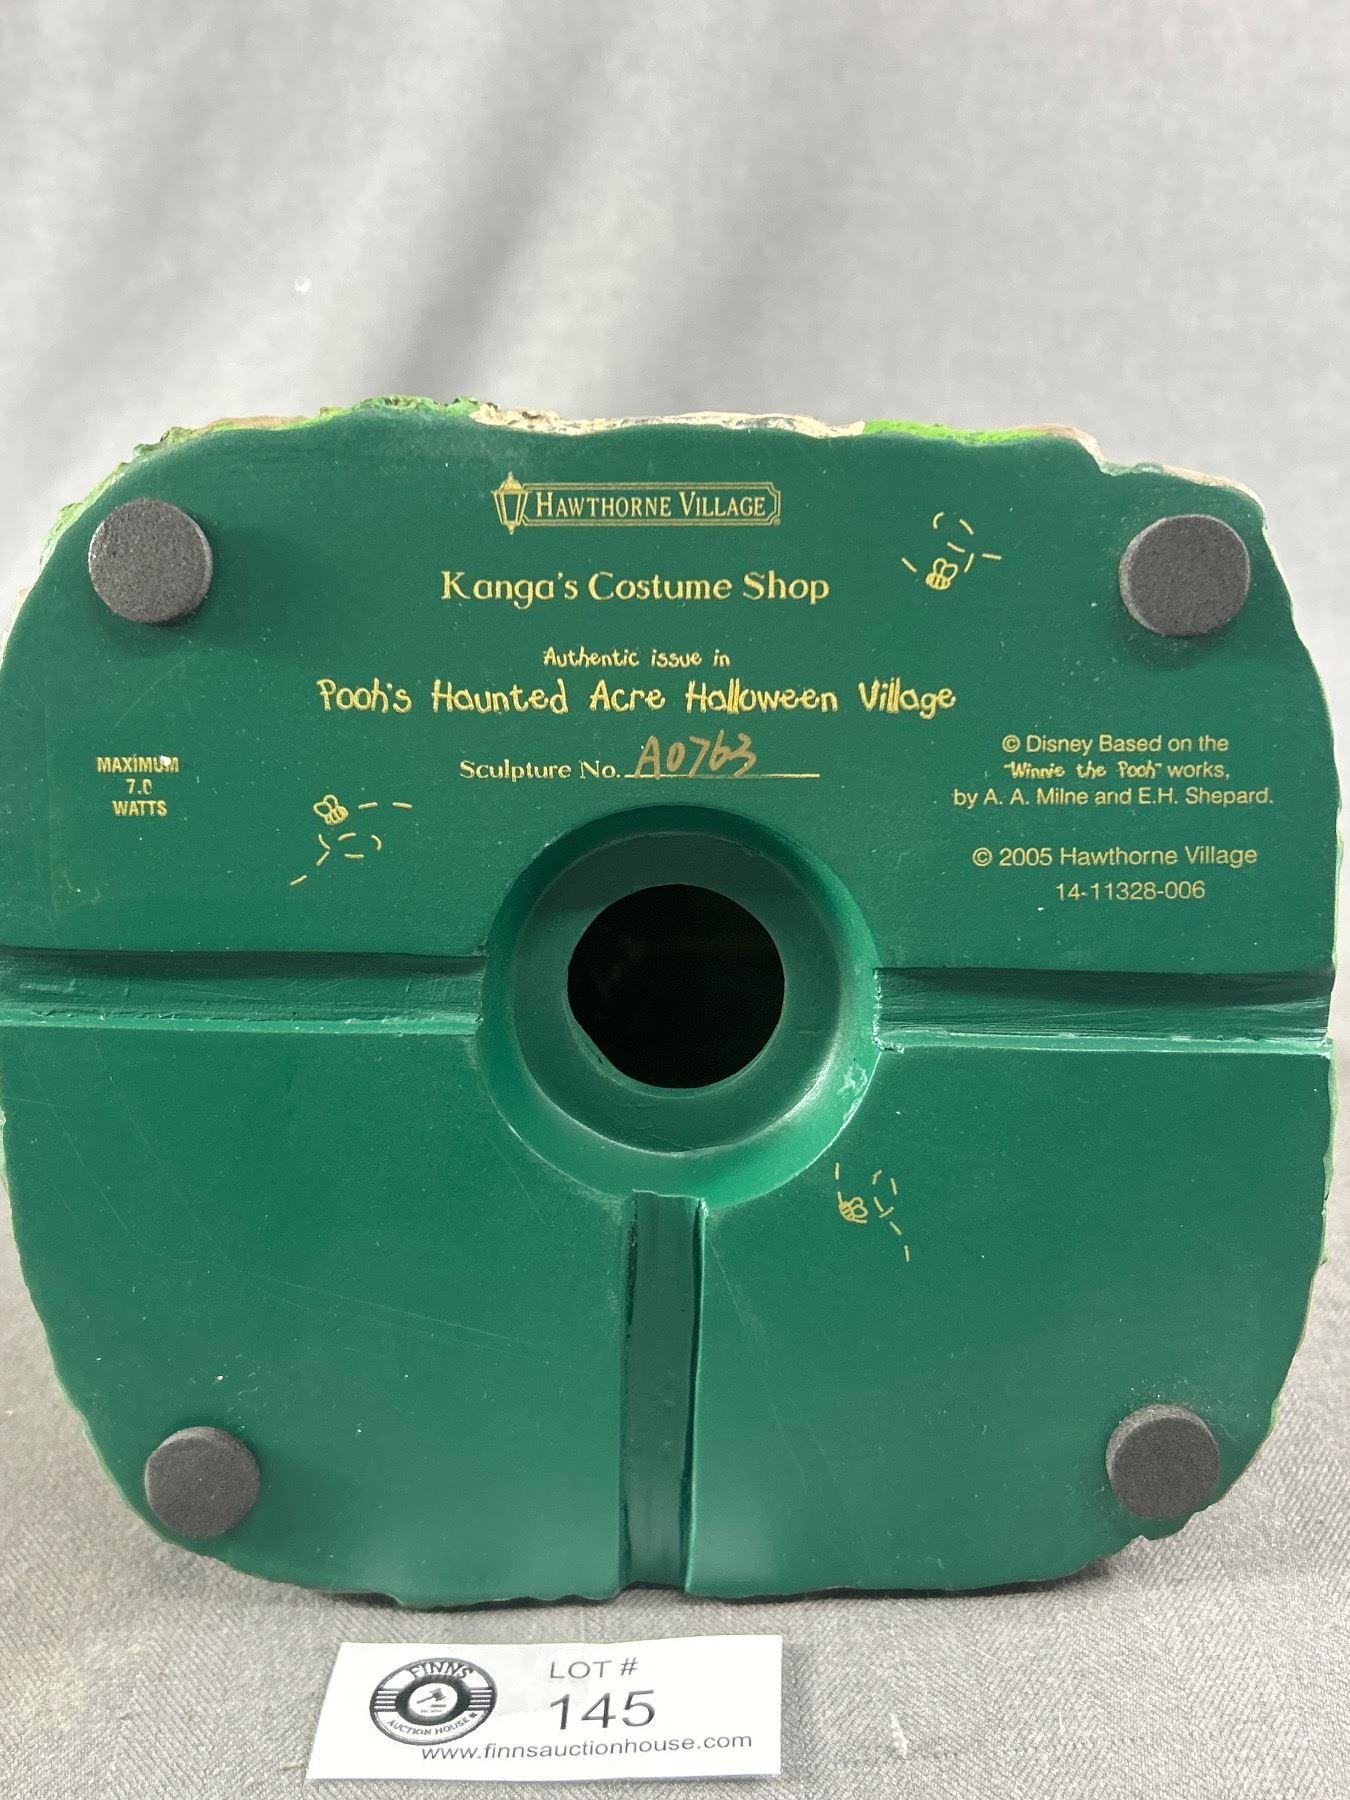 HAWTHORNE VILLAGE®
Kanga's Costume Shop
Authentic issue in
Pooh's Haunted Acre Halloween Village
Sculpture No. A0763
MAXIMUM
7.0
WATTS
© Disney Based on the
"Winnie the Pooh" works,
by A. A. Milne and E.H. Shepard.
© 2005 Hawthorne Village
14-11328-006
FINNS
AUCTION HOUSE
LOT #
145
www.finnsauctionhouse.com